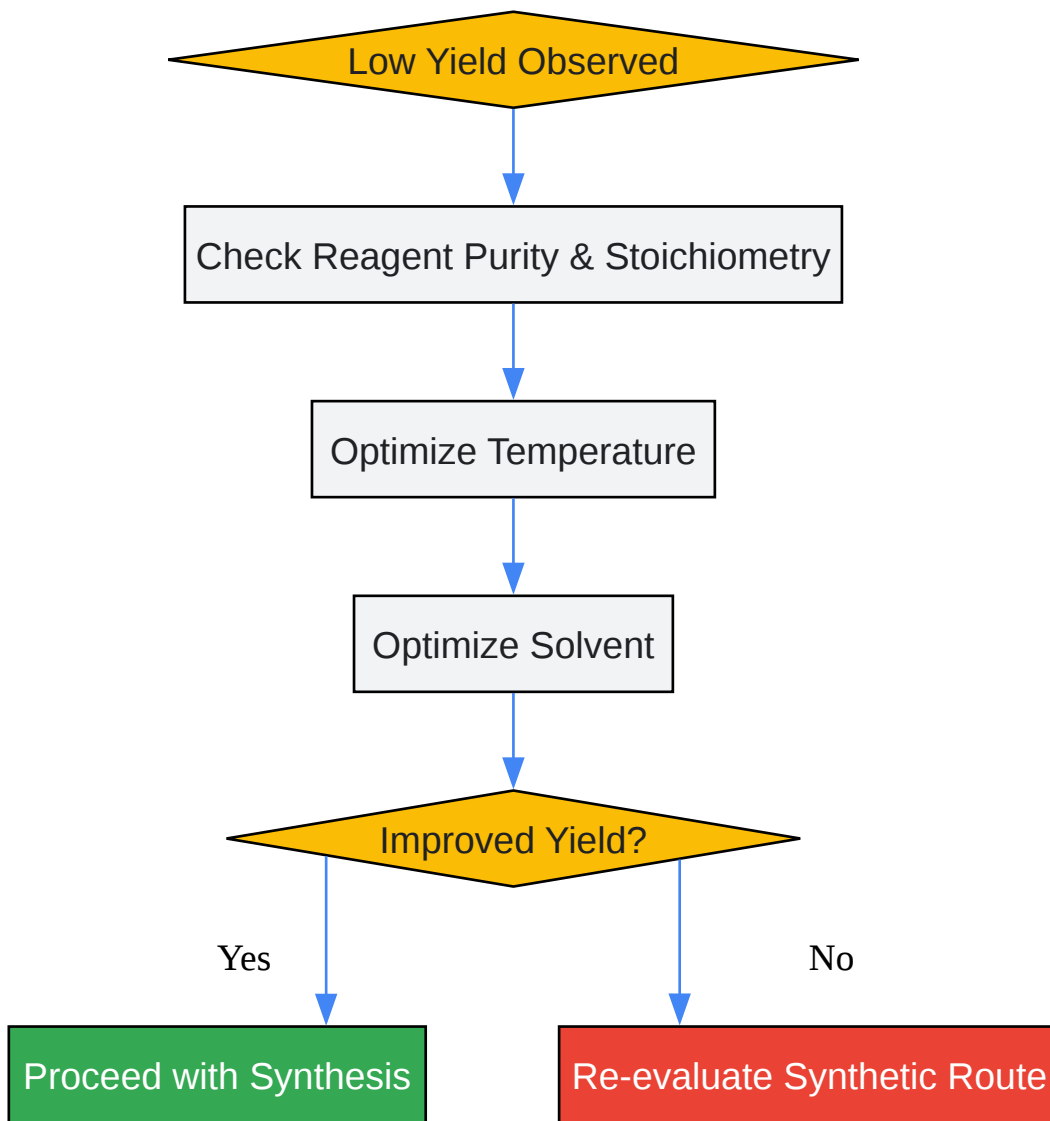 Low Yield Observed
Check Reagent Purity & Stoichiometry
Optimize Temperature
Optimize Solvent
Improved Yield?
Yes
No
Proceed with Synthesis
Re-evaluate Synthetic Route